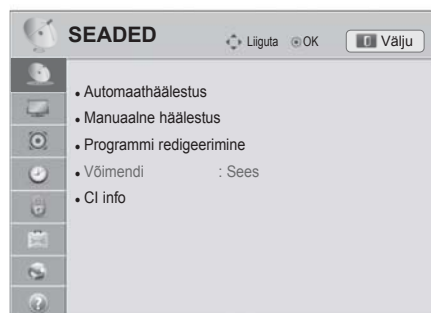 SEADED Liiguta OK Välju
• Automaathäälestus
• Manuaalne häälestus
• Programmi redigeerimine
• Võimendi : Sees
• CI info